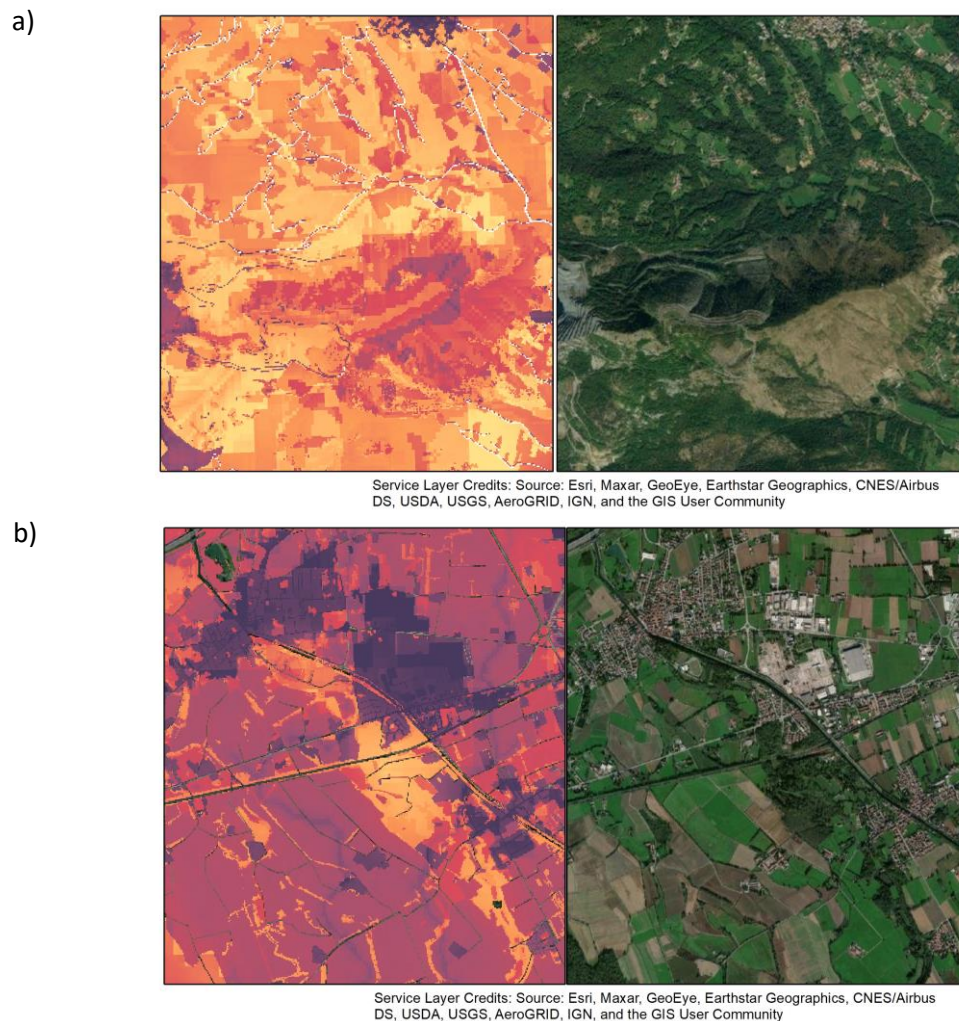 a)
Service Layer Credits: Source: Esri, Maxar, GeoEye, Earthstar Geographics, CNES/Airbus
DS, USDA, USGS, AeroGRID, IGN, and the GIS User Community
b)
Service Layer Credits: Source: Esri, Maxar, GeoEye, Earthstar Geographics, CNES/Airbus
DS, USDA, USGS, AeroGRID, IGN, and the GIS User Community